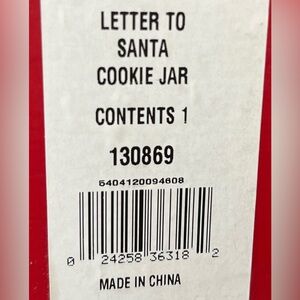 LETTER TO
SANTA
COOKIE JAR
CONTENTS 1
130869
5404120094608
0 24258 36318 2
MADE IN CHINA